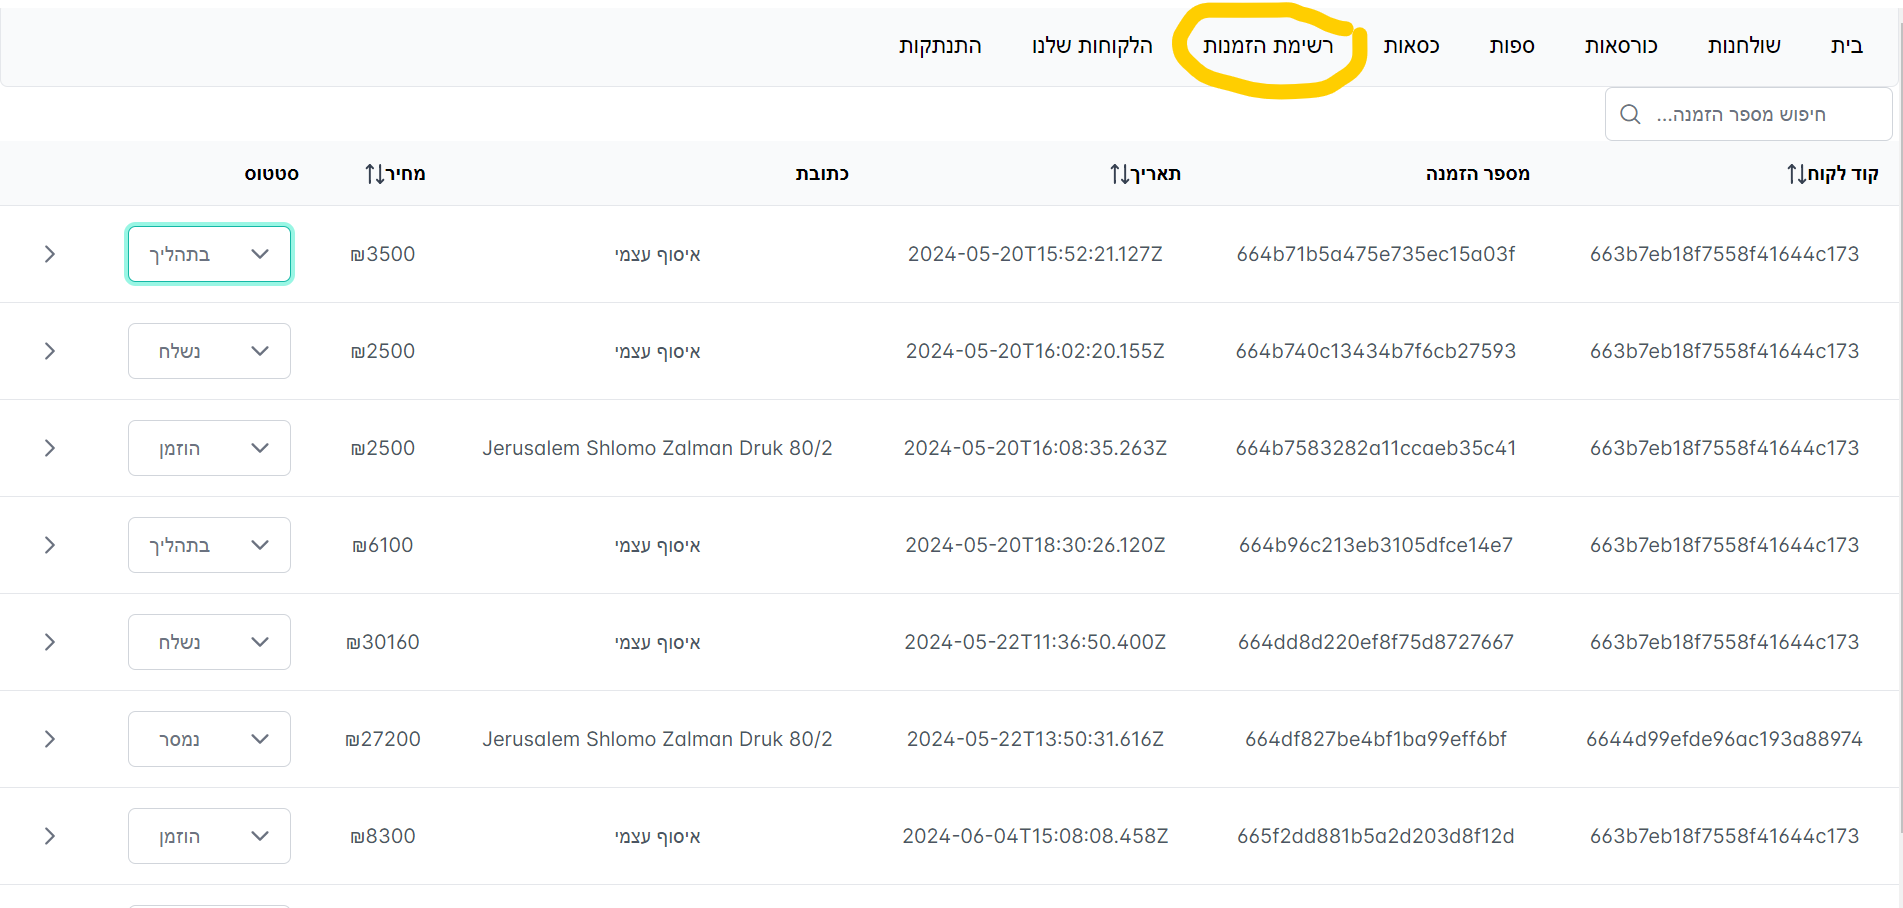 בית שולחנות כורסאות ספות כסאות רשימת הזמנות הלקוחות שלנו התנתקות
חיפוש מספר הזמנה...
קוד לקוח מספר הזמנה תאריך כתובת מחיר סטטוס
663b7eb18f7558f41644c173 664b71b5a475e735ec15a03f 2024-05-20T15:52:21.127Z איסוף עצמי ₪3500 בתהליך
663b7eb18f7558f41644c173 664b740c13434b7f6cb27593 2024-05-20T16:02:20.155Z איסוף עצמי ₪2500 נשלח
663b7eb18f7558f41644c173 664b7583282a11ccaeb35c41 2024-05-20T16:08:35.263Z Jerusalem Shlomo Zalman Druk 80/2 ₪2500 הוזמן
663b7eb18f7558f41644c173 664b96c213eb3105dfce14e7 2024-05-20T18:30:26.120Z איסוף עצמי ₪6100 בתהליך
663b7eb18f7558f41644c173 664dd8d220ef8f75d8727667 2024-05-22T11:36:50.400Z איסוף עצמי ₪30160 נשלח
6644d99efde96ac193a88974 664df827be4bf1ba99eff6bf 2024-05-22T13:50:31.616Z Jerusalem Shlomo Zalman Druk 80/2 ₪27200 נמסר
663b7eb18f7558f41644c173 665f2dd881b5a2d203d8f12d 2024-06-04T15:08:08.458Z איסוף עצמי ₪8300 הוזמן